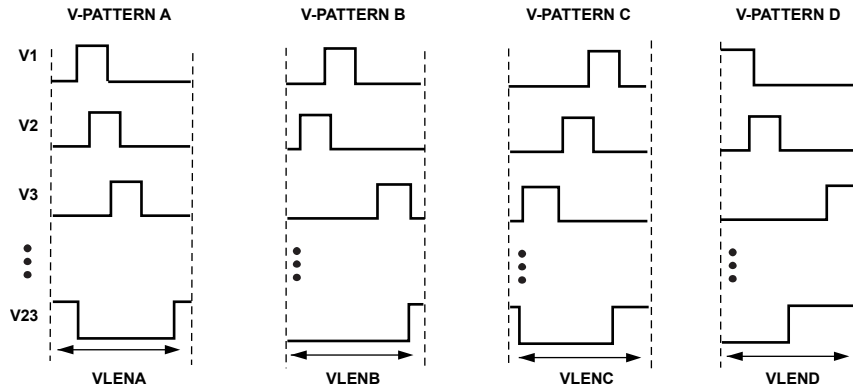 V-PATTERN A V-PATTERN B V-PATTERN C V-PATTERN D
V1
V2
V3
V23
VLENA VLENB VLENC VLEND